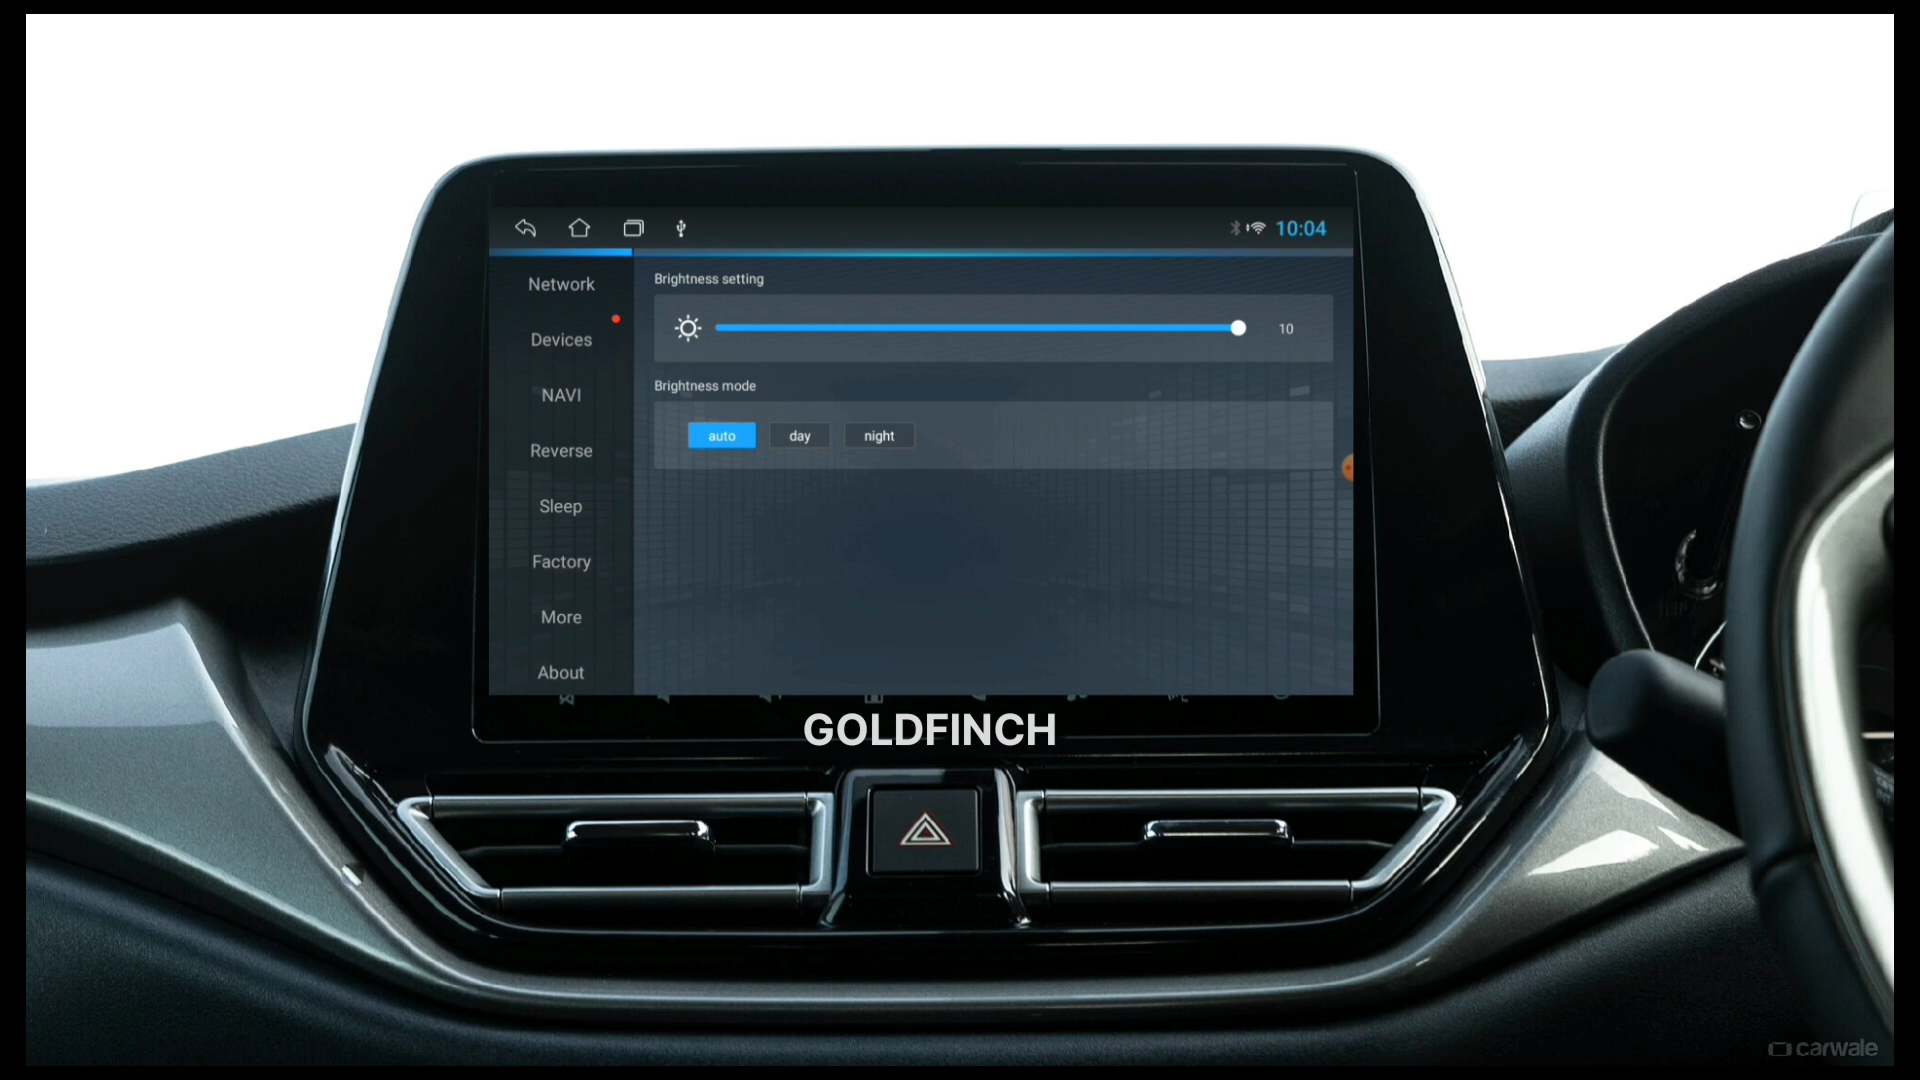 10:04
Network
Devices
NAVI
Reverse
Sleep
Factory
More
About
Brightness setting
10
Brightness mode
auto day night
GOLDFINCH
carwale